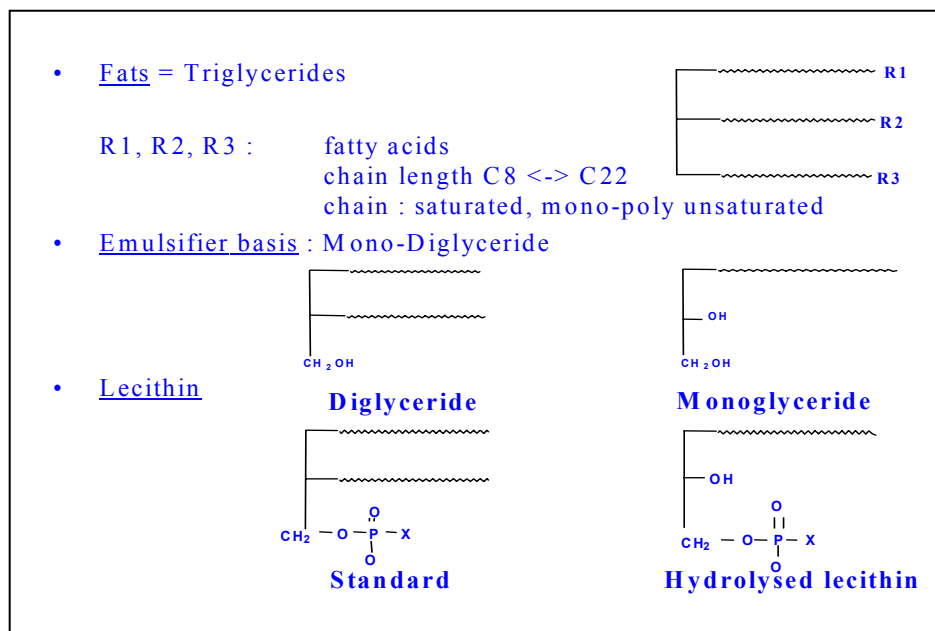 • Fats = Triglycerides
R1
R2
R1, R2, R3 : fatty acids
chain length C8 <-> C22
R3
chain : saturated, mono-poly unsaturated
• Emulsifier basis : Mono-Diglyceride
OH
CH2OH
CH2OH
• Lecithin
Diglyceride
Monoglyceride
OH
O
O
CH2 O P X
CH2 O P X
O
O
Standard
Hydrolysed lecithin